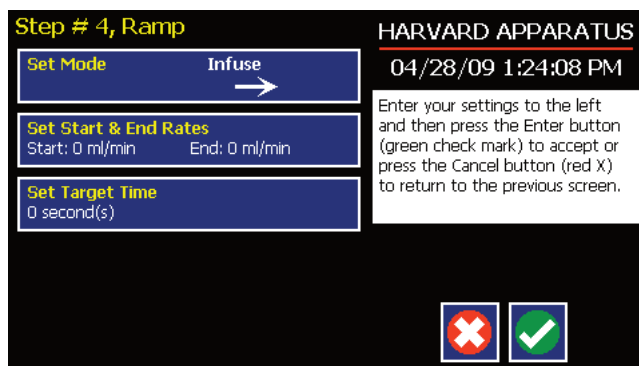 Step # 4, Ramp
Set Mode Infuse
Set Start & End Rates
Start: 0 ml/min End: 0 ml/min
Set Target Time
0 second(s)
HARVARD APPARATUS
04/28/09 1:24:08 PM
Enter your settings to the left
and then press the Enter button
(green check mark) to accept or
press the Cancel button (red X)
to return to the previous screen.